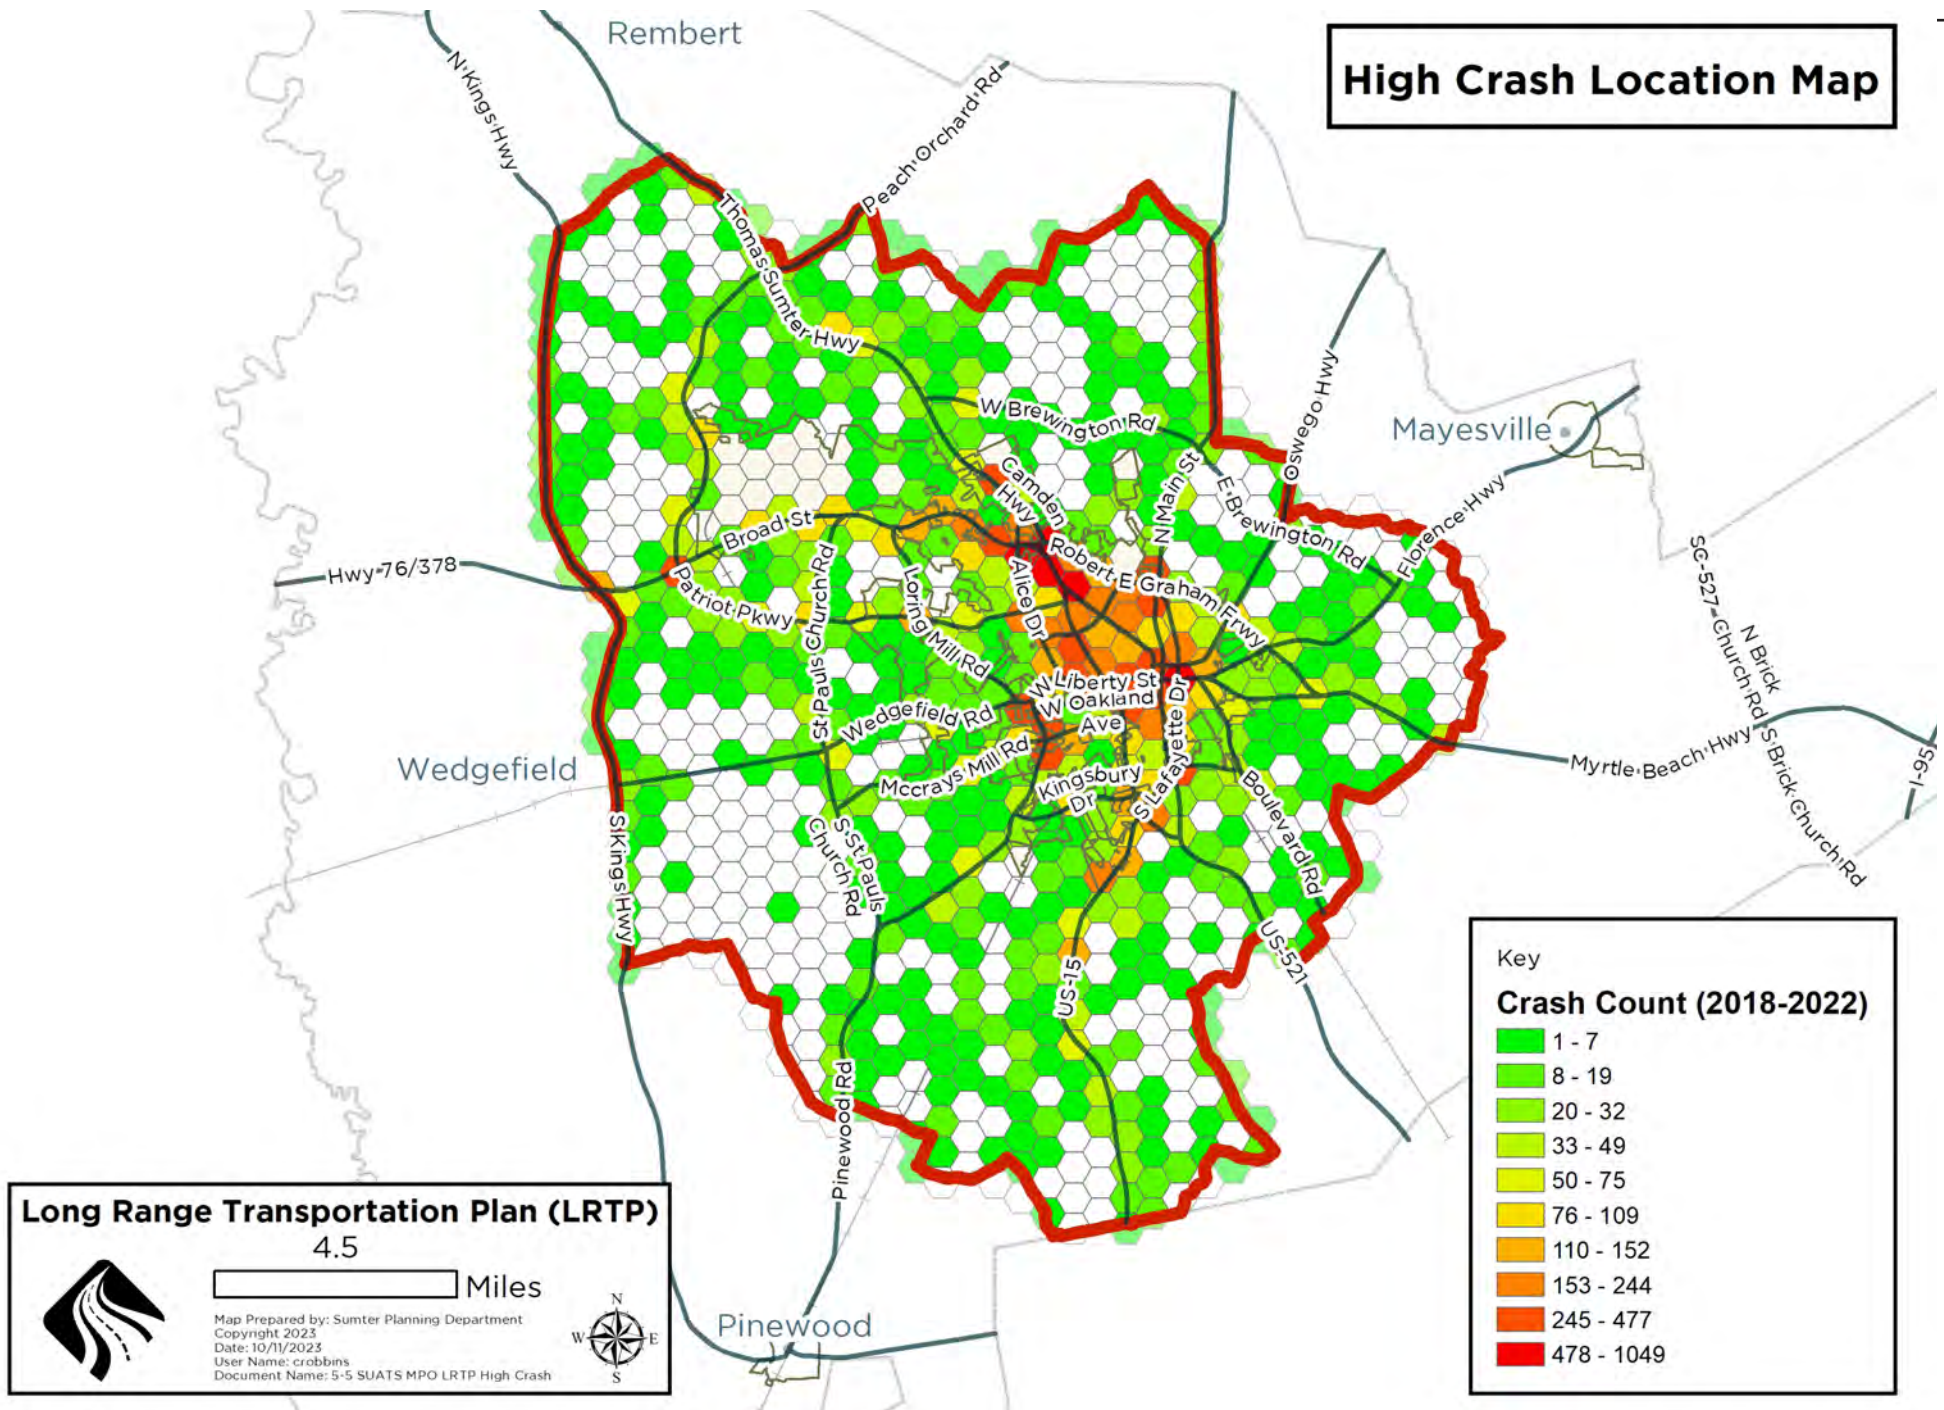 Rembert
High Crash Location Map
N Kings Hwy
Peach Orchard Rd
Thomas Sumter Hwy
Oswego Hwy
W Brewington Rd
Mayesville
Camden
Hwy
N Main St
E Brewington Rd
Florence Hwy
Broad St
Hwy 76/378
Patriot Pkwy
St Pauls Church Rd
Loring Mill Rd
Alice Dr
Robert E Graham Frwy
SC-527 Church Rd
N Brick
S Brick Church Rd
W Liberty St
W Oakland
Ave
Wedgefield Rd
Wedgefield
Mccrays Mill Rd
Kingsbury
Dr
S Lafayette Dr
Boulevard Rd
Myrtle Beach Hwy
I-95
S Kings Hwy
S St Pauls
Church Rd
US-15
US-521
Pinewood Rd
Pinewood
Key
Crash Count (2018-2022)
1 - 7
8 - 19
20 - 32
33 - 49
50 - 75
76 - 109
110 - 152
153 - 244
245 - 477
478 - 1049
Long Range Transportation Plan (LRTP)
4.5
Miles
Map Prepared by: Sumter Planning Department
Copyright 2023
Date: 10/11/2023
User Name: crobbins
Document Name: 5-5 SUATS MPO LRTP High Crash
N
W E
S